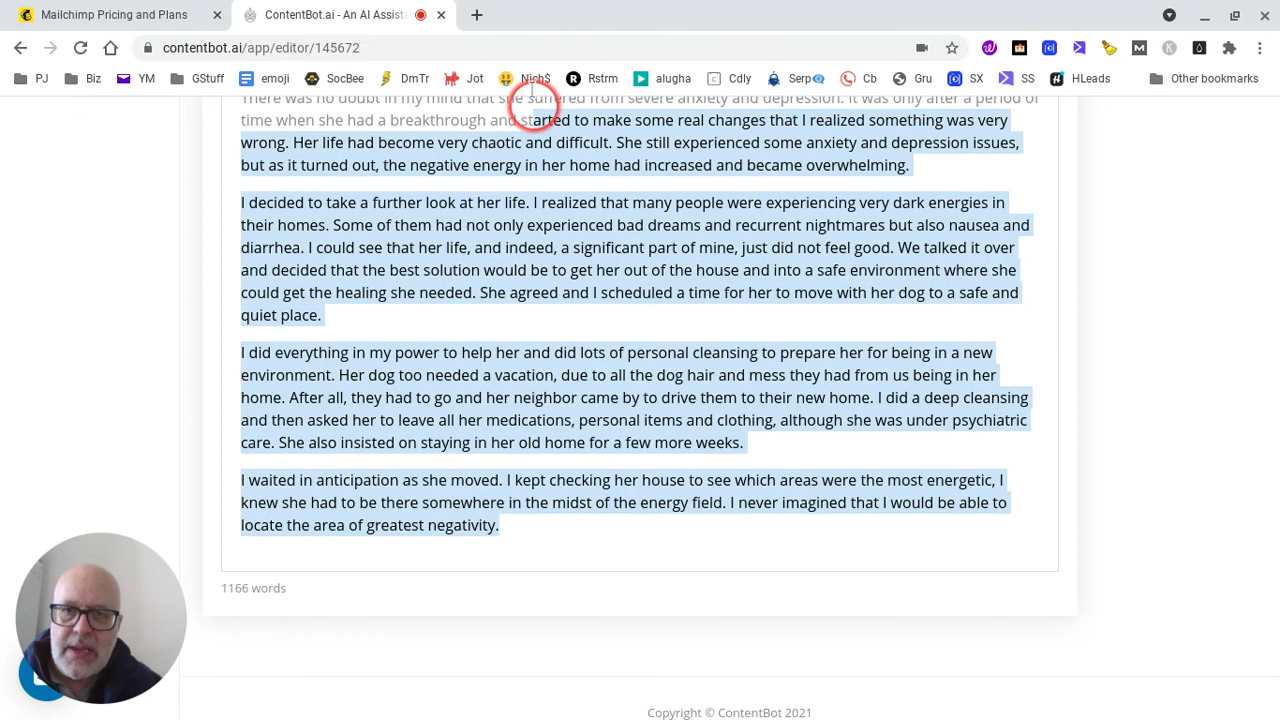 Mailchimp Pricing and Plans
ContentBot.ai - An AI Assist
contentbot.ai/app/editor/145672
PJ Biz YM GStuff emoji SocBee DmTr Jot Nich$ Rstrm alugha Cdly Serp Cb Gru SX SS HLeads Other bookmarks
There was no doubt in my mind that she suffered from severe anxiety and depression. It was only after a period of
time when she had a breakthrough and started to make some real changes that I realized something was very
wrong. Her life had become very chaotic and difficult. She still experienced some anxiety and depression issues,
but as it turned out, the negative energy in her home had increased and became overwhelming.
I decided to take a further look at her life. I realized that many people were experiencing very dark energies in
their homes. Some of them had not only experienced bad dreams and recurrent nightmares but also nausea and
diarrhea. I could see that her life, and indeed, a significant part of mine, just did not feel good. We talked it over
and decided that the best solution would be to get her out of the house and into a safe environment where she
could get the healing she needed. She agreed and I scheduled a time for her to move with her dog to a safe and
quiet place.
I did everything in my power to help her and did lots of personal cleansing to prepare her for being in a new
environment. Her dog too needed a vacation, due to all the dog hair and mess they had from us being in her
home. After all, they had to go and her neighbor came by to drive them to their new home. I did a deep cleansing
and then asked her to leave all her medications, personal items and clothing, although she was under psychiatric
care. She also insisted on staying in her old home for a few more weeks.
I waited in anticipation as she moved. I kept checking her house to see which areas were the most energetic, I
knew she had to be there somewhere in the midst of the energy field. I never imagined that I would be able to
locate the area of greatest negativity.
1166 words
Copyright © ContentBot 2021